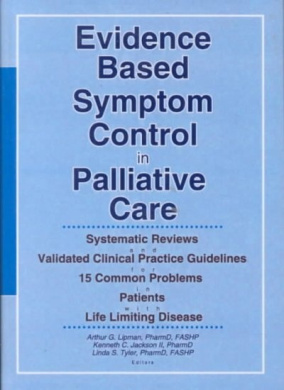 Evidence
Based
Symptom
Control
in
Palliative
Care
Systematic Reviews
and
Validated Clinical Practice Guidelines
for
15 Common Problems
in
Patients
with
Life Limiting Disease
Arthur G. Lipman, PharmD, FASHP
Kenneth C. Jackson II, PharmD
Linda S. Tyler, PharmD, FASHP
Editors